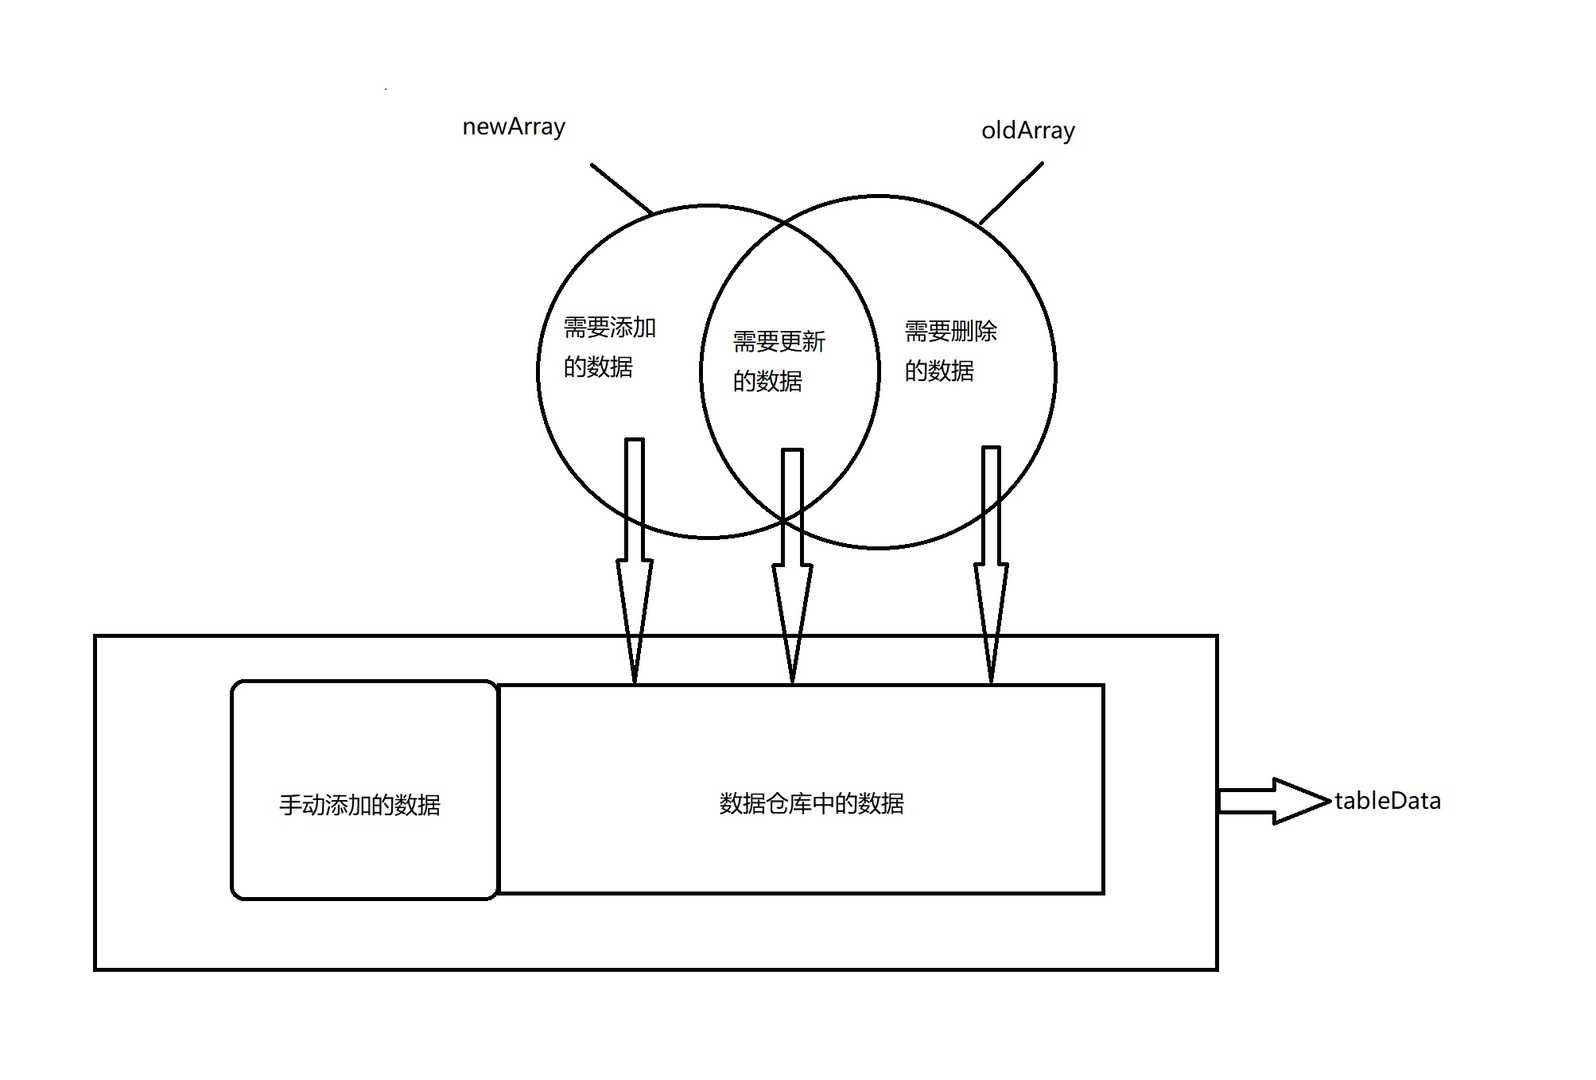 newArray
oldArray
需要添加
的数据
需要更新
的数据
需要删除
的数据
手动添加的数据
数据仓库中的数据
tableData